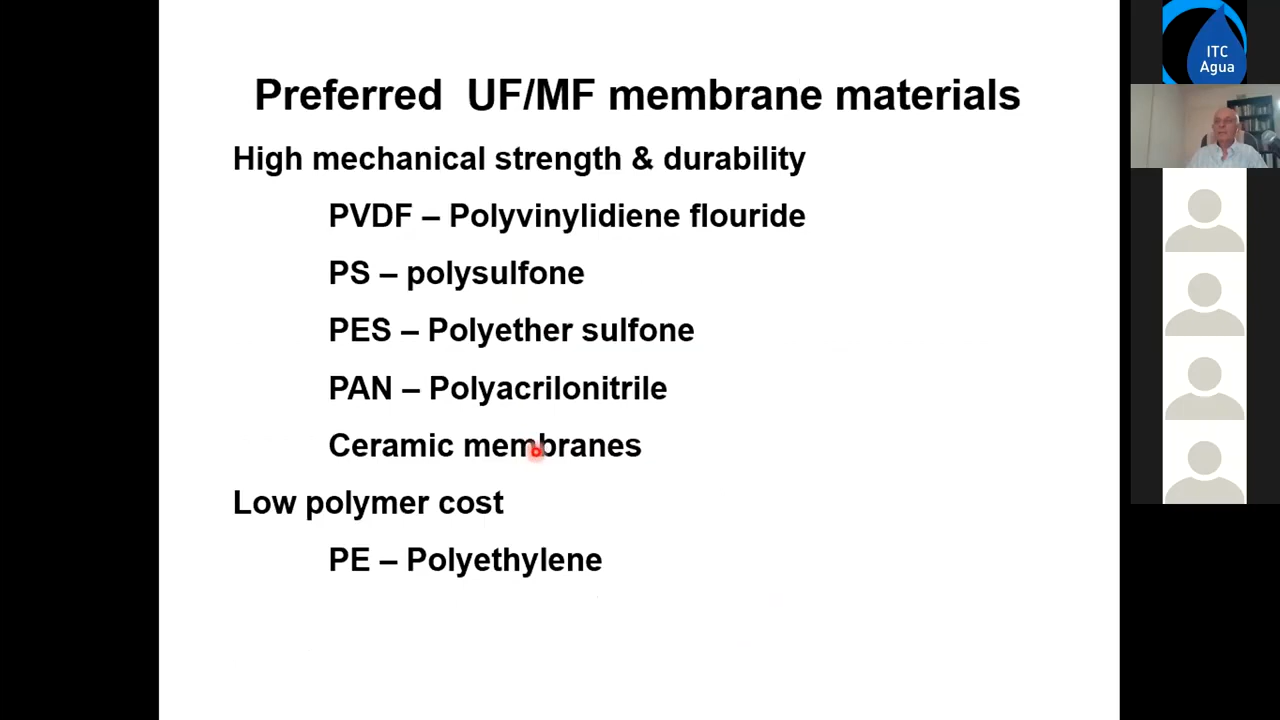 Preferred UF/MF membrane materials
High mechanical strength & durability
PVDF – Polyvinylidiene flouride
PS – polysulfone
PES – Polyether sulfone
PAN – Polyacrilonitrile
Ceramic membranes
Low polymer cost
PE – Polyethylene
ITC
Agua